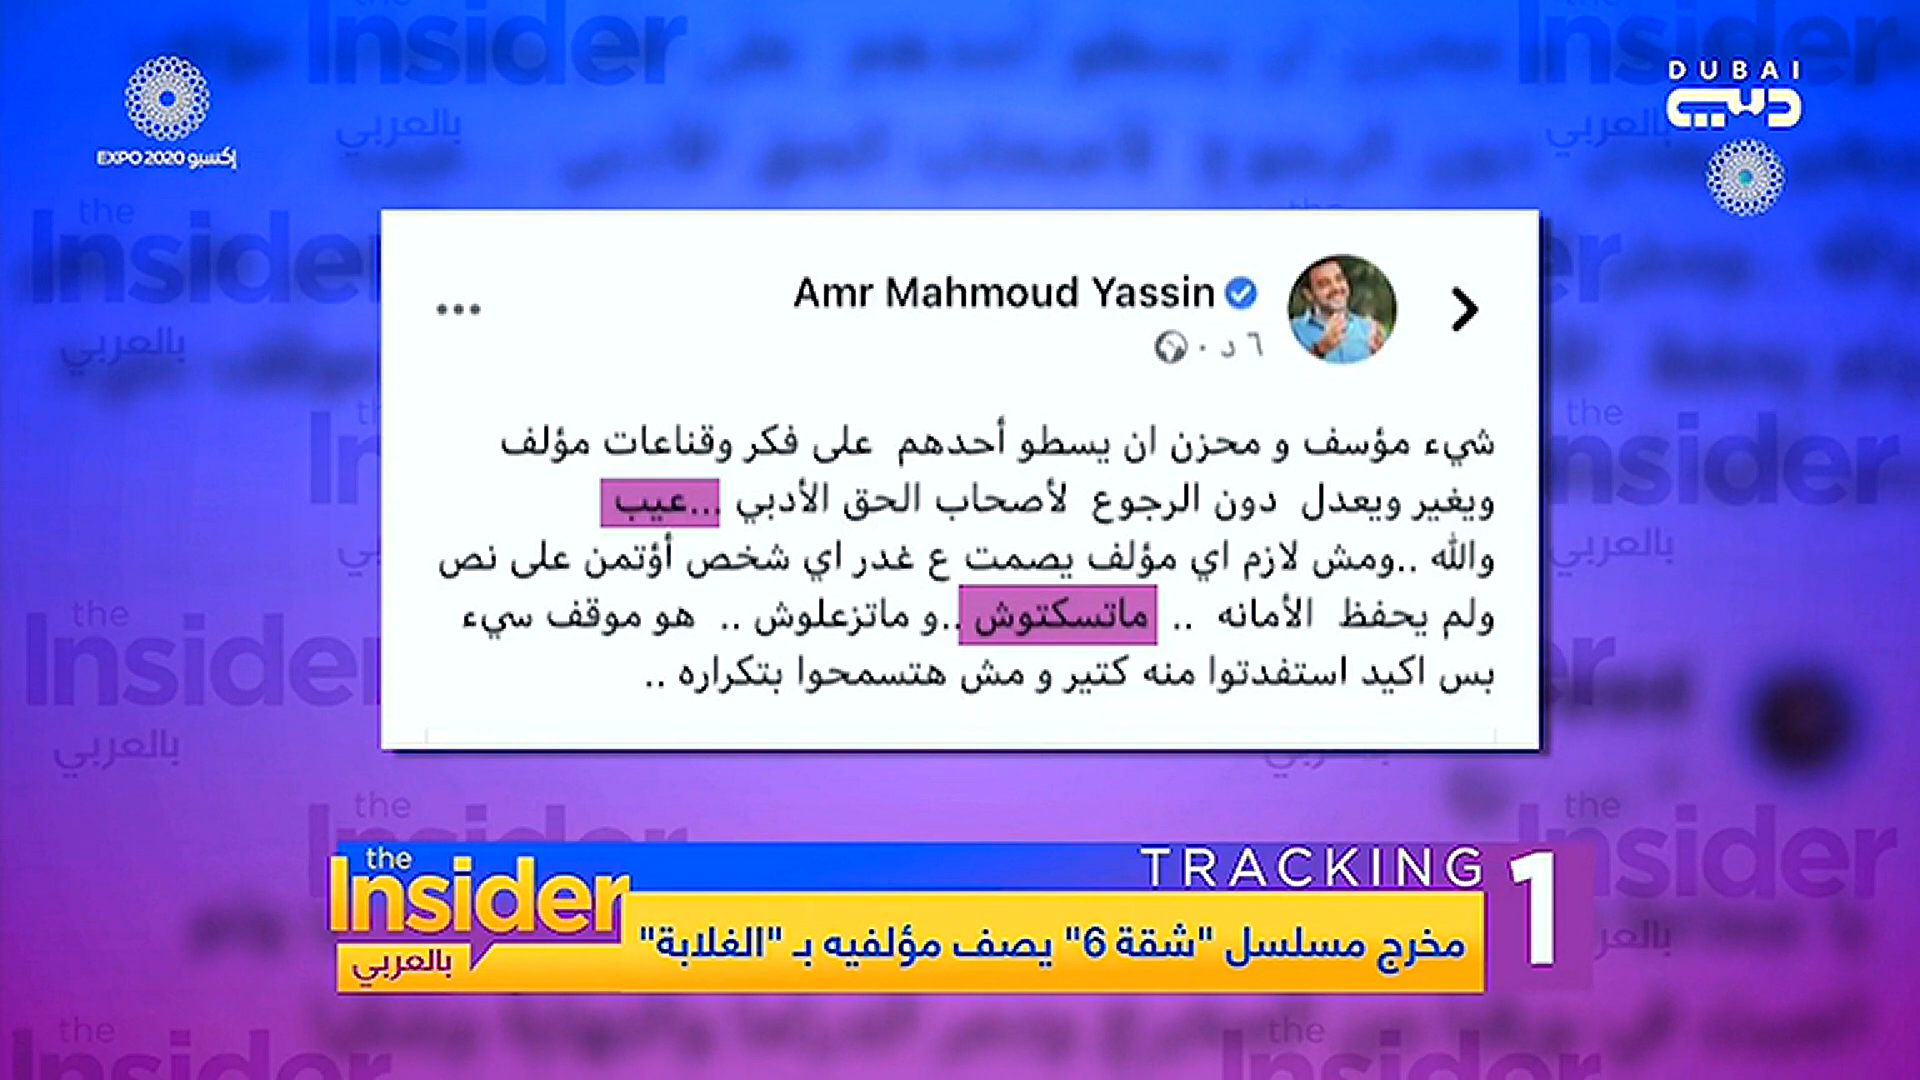 EXPO 2020 إكسبو
DUBAI
دبي
Amr Mahmoud Yassin
٦ د ·
شيء مؤسف و محزن ان يسطو أحدهم على فكر وقناعات مؤلف
ويغير ويعدل دون الرجوع لأصحاب الحق الأدبي ...عيب
والله ..ومش لازم اي مؤلف يصمت ع غدر اي شخص أؤتمن على نص
ولم يحفظ الأمانه .. ماتسكتوش ..و ماتزعلوش .. هو موقف سيء
بس اكيد استفدتوا منه كتير و مش هتسمحوا بتكراره ..
TRACKING 1
the Insider بالعربي
مخرج مسلسل "شقة 6" يصف مؤلفيه بـ "الغلابة"